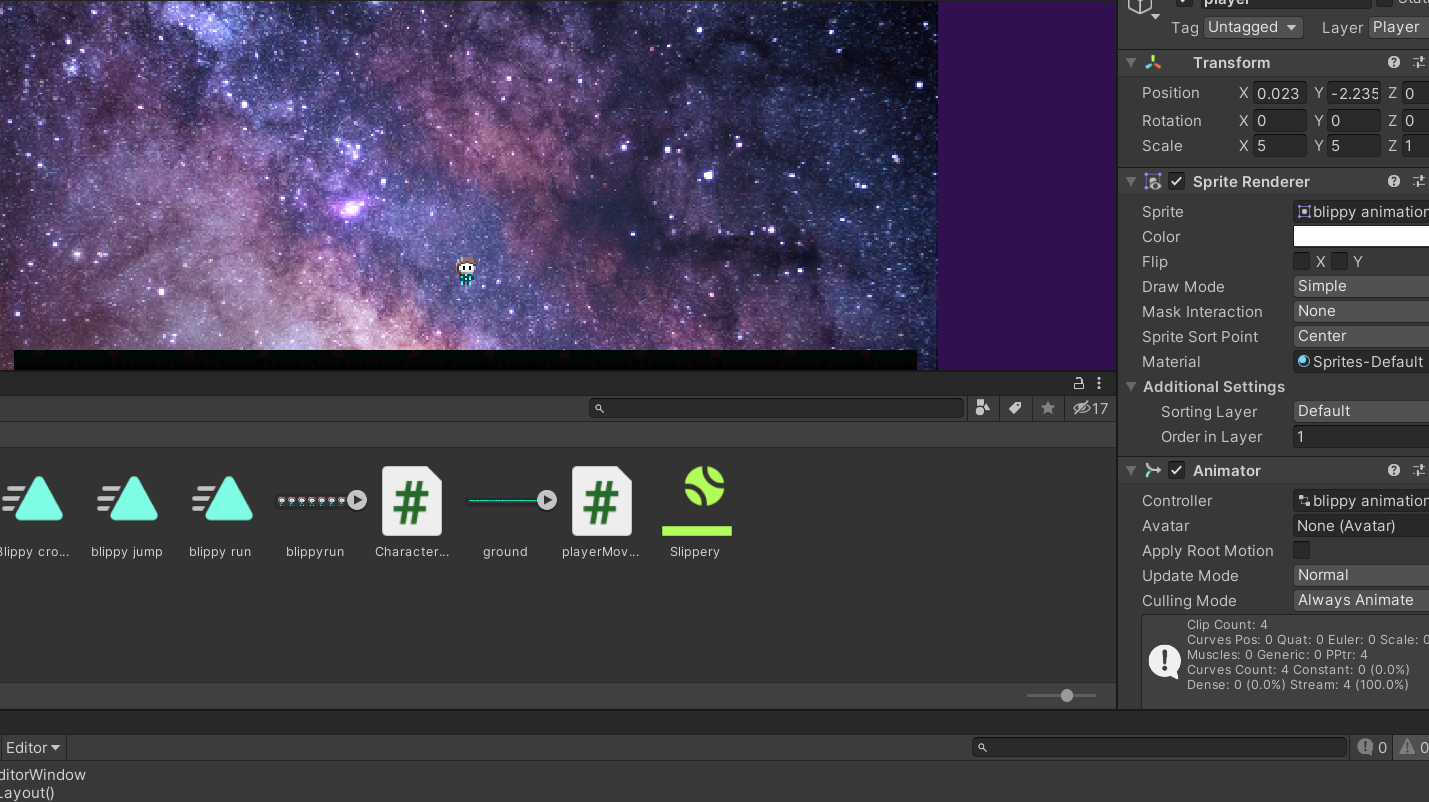 player
Tag Untagged Layer Player
Transform
Position X 0.023 Y -2.235 Z 0
Rotation X 0 Y 0 Z 0
Scale X 5 Y 5 Z 1
Sprite Renderer
Sprite blippy animation
Color
Flip X Y
Draw Mode Simple
Mask Interaction None
Sprite Sort Point Center
Material Sprites-Default
Additional Settings
Sorting Layer Default
Order in Layer 1
Animator
Controller blippy animation
Avatar None (Avatar)
Apply Root Motion
Update Mode Normal
Culling Mode Always Animate
Clip Count: 4
Curves Pos: 0 Quat: 0 Euler: 0 Scale: 0
Muscles: 0 Generic: 0 PPtr: 4
Curves Count: 4 Constant: 0 (0.0%)
Dense: 0 (0.0%) Stream: 4 (100.0%)
17
Blippy cro... blippy jump blippy run blippyrun Character... ground playerMov... Slippery
Editor 0 0
ditorWindow
Layout()